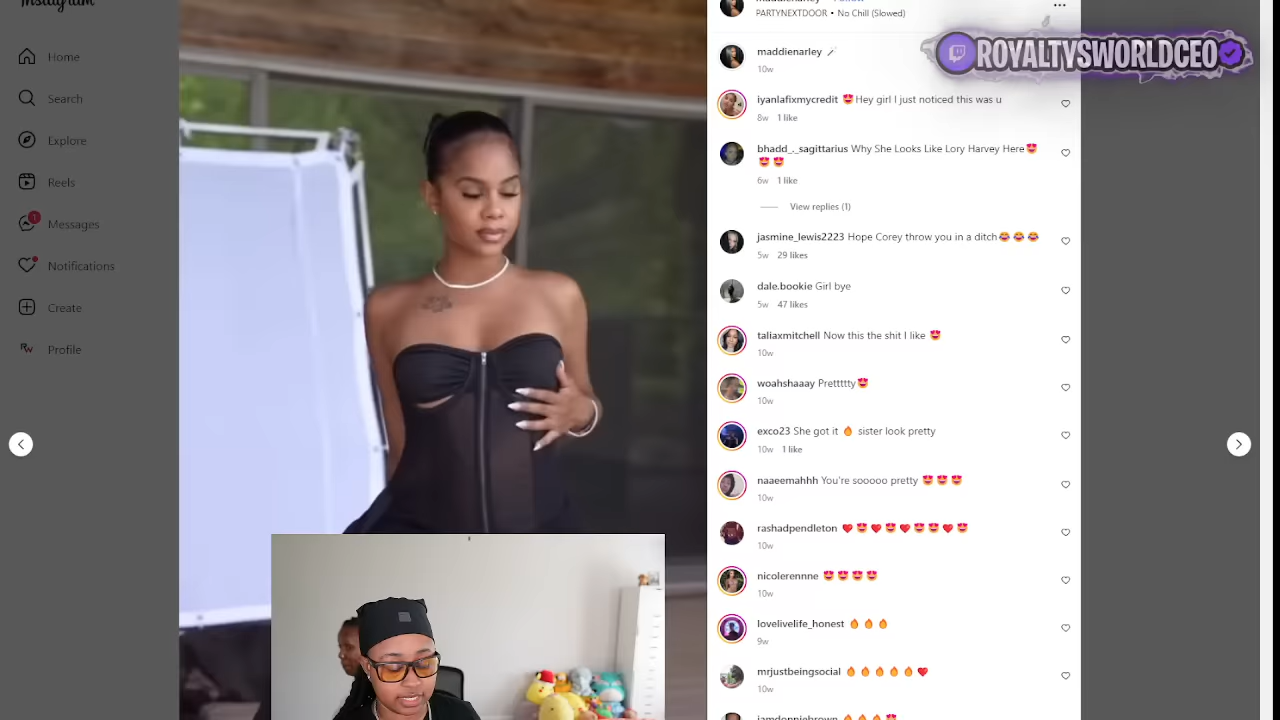 Instagram
Home
Search
Explore
Reels
1
Messages
Notifications
Create
Profile
PARTYNEXTDOOR • No Chill (Slowed)
ROYALTYSWORLDCEO
maddienarley
10w
iyanlafixmycredit 😍Hey girl I just noticed this was u
8w 1 like
bhadd_._sagittarius Why She Looks Like Lory Harvey Here😍
😍😍
6w 1 like
View replies (1)
jasmine_lewis2223 Hope Corey throw you in a ditch😂😂😂
5w 29 likes
dale.bookie Girl bye
5w 47 likes
taliaxmitchell Now this the shit I like 😍
10w
woahshaaay Prettttty😍
10w
exco23 She got it 🔥 sister look pretty
10w 1 like
naaeemahhh You're sooooo pretty 😍😍😍
10w
rashadpendleton ❤️😍❤️😍❤️😍😍❤️😍
10w
nicolerennne 😍😍😍😍
10w
lovelivelife_honest 🔥🔥🔥
9w
mrjustbeingsocial 🔥🔥🔥🔥🔥❤️
10w